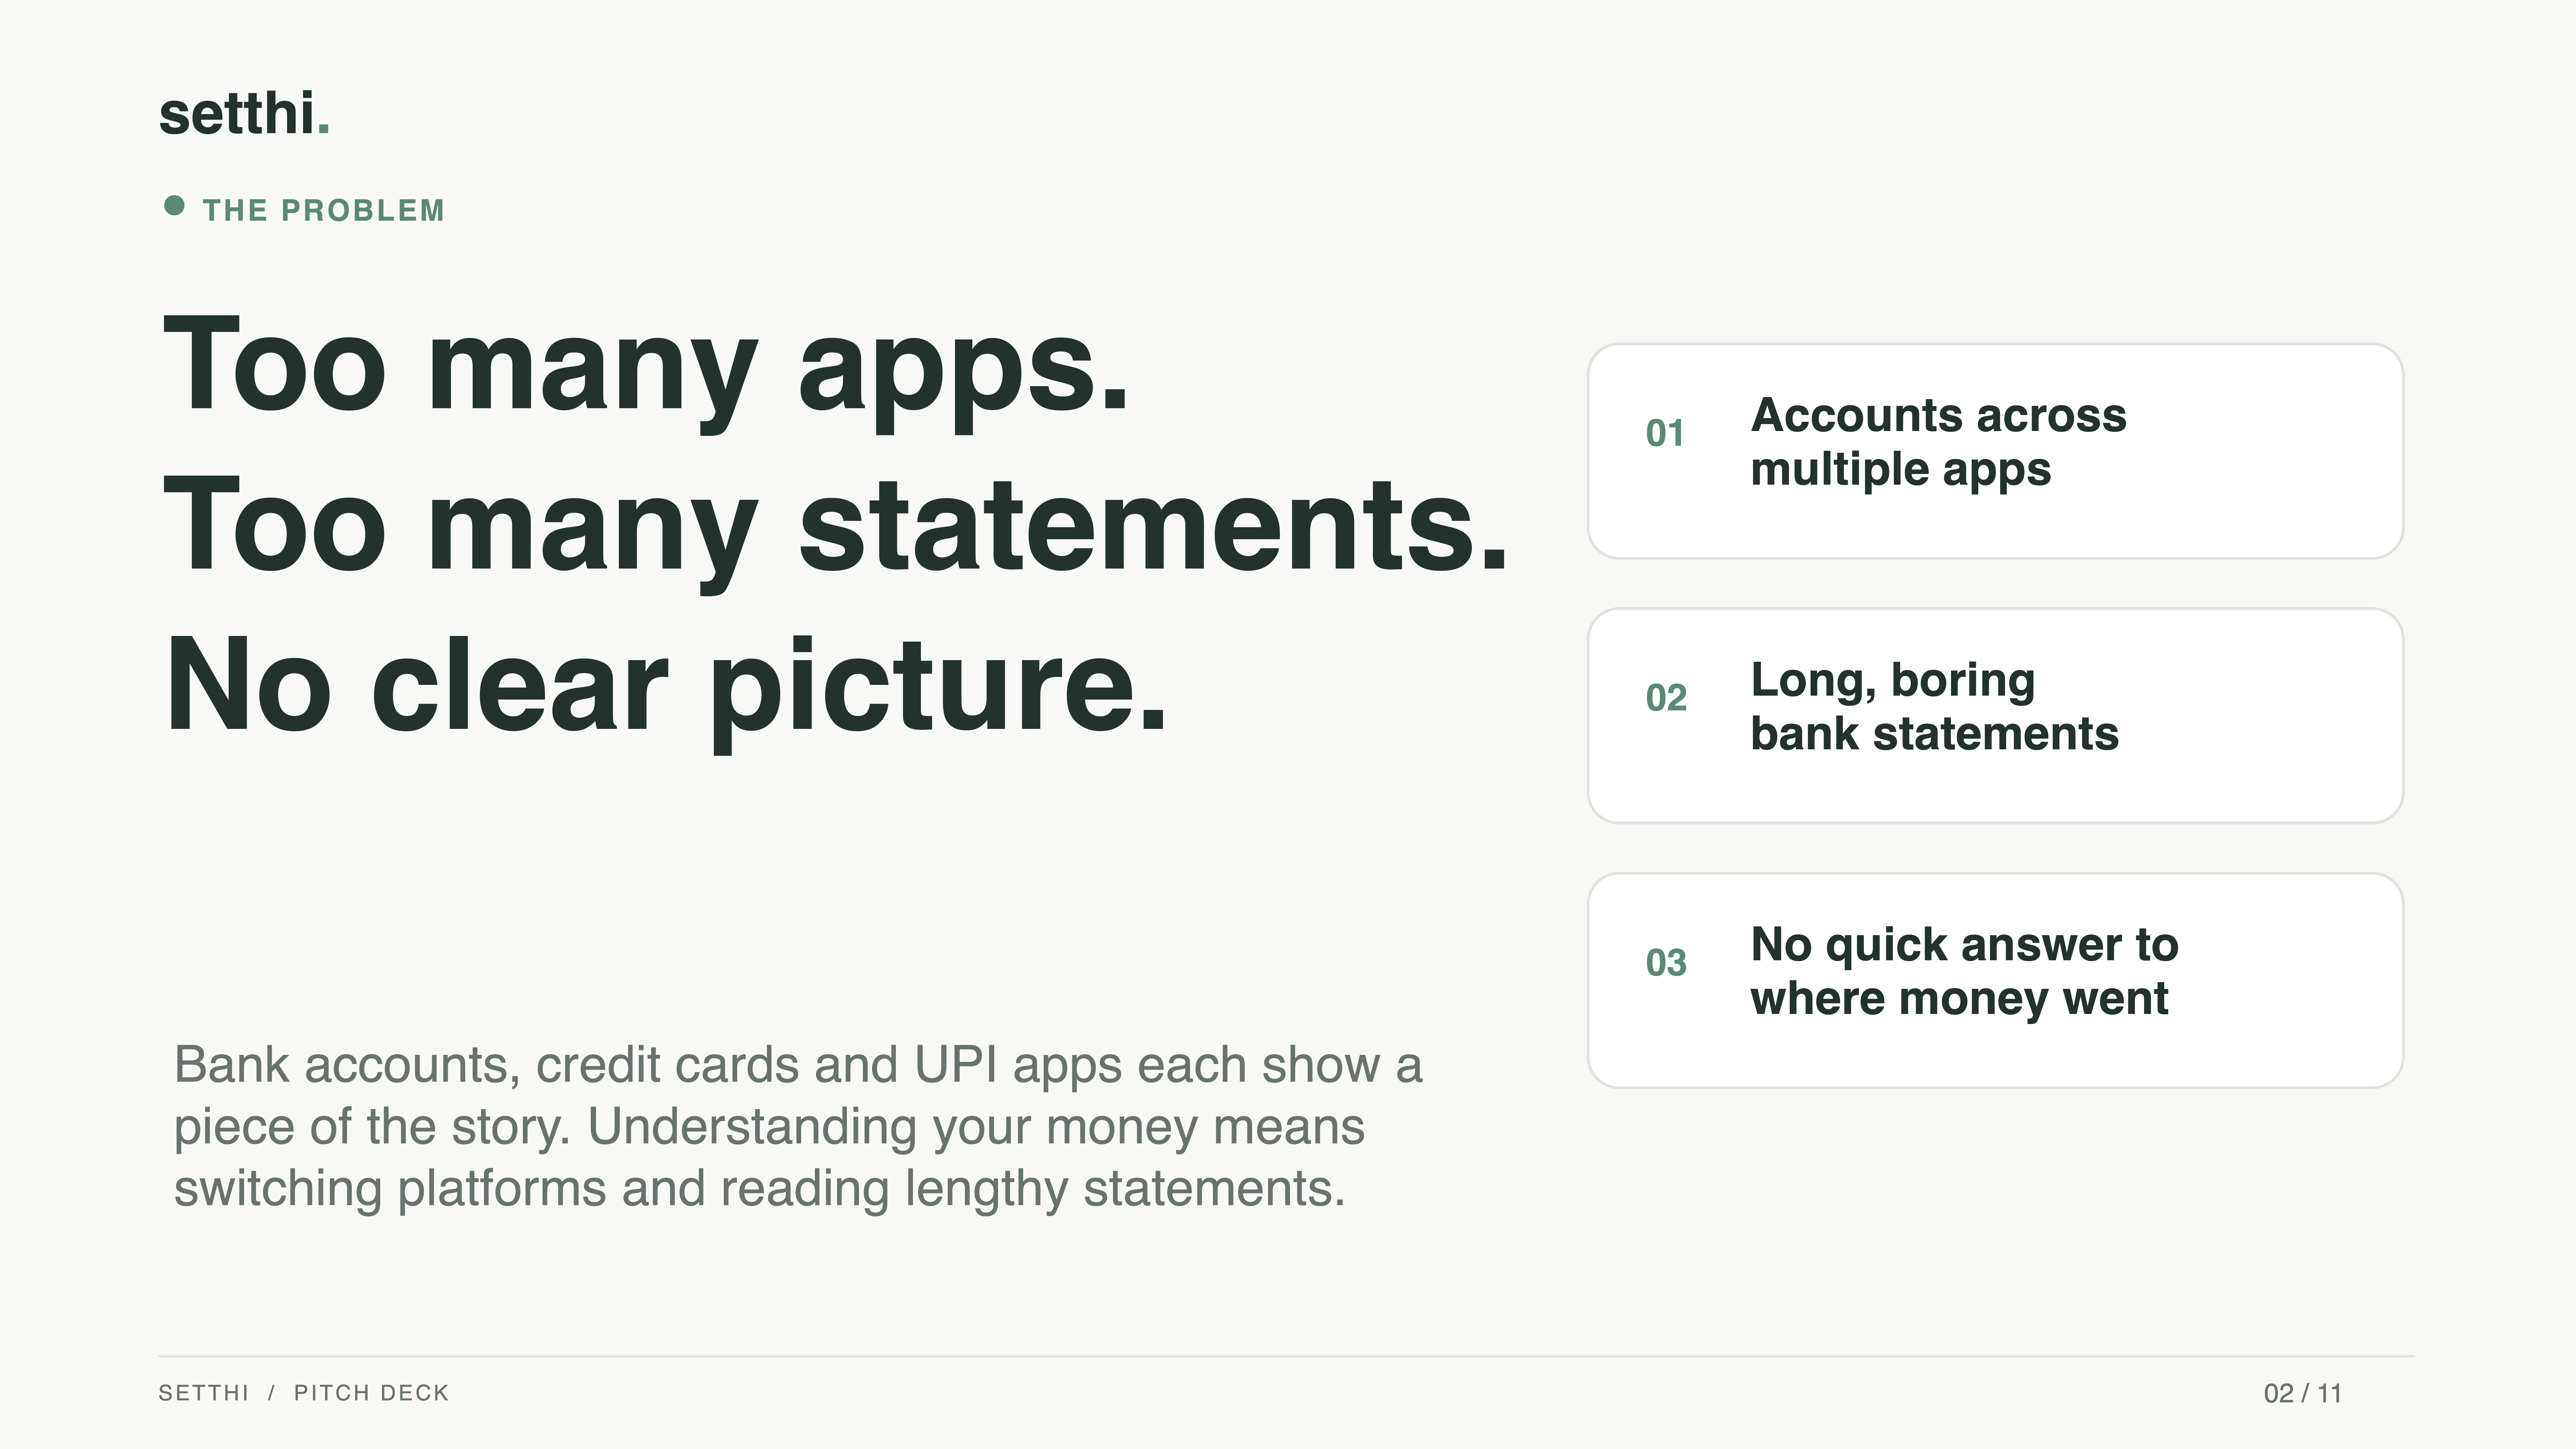 setthi.
THE PROBLEM
Too many apps.
Too many statements.
No clear picture.
Bank accounts, credit cards and UPI apps each show a
piece of the story. Understanding your money means
switching platforms and reading lengthy statements.
01
Accounts across
multiple apps
02
Long, boring
bank statements
03
No quick answer to
where money went
SETTHI / PITCH DECK
02 / 11